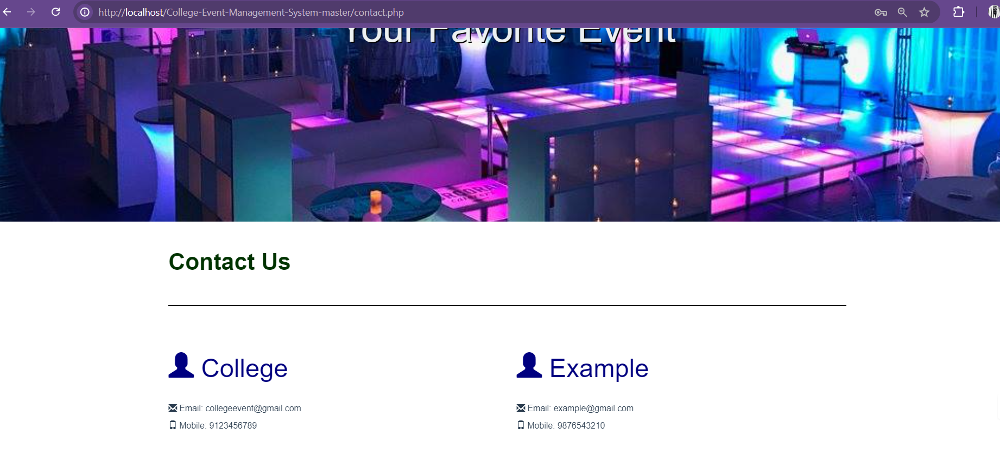 http://localhost/College-Event-Management-System-master/contact.php
Your Favorite Event
Contact Us
College
Example
Email: collegeevent@gmail.com
Email: example@gmail.com
Mobile: 9123456789
Mobile: 9876543210